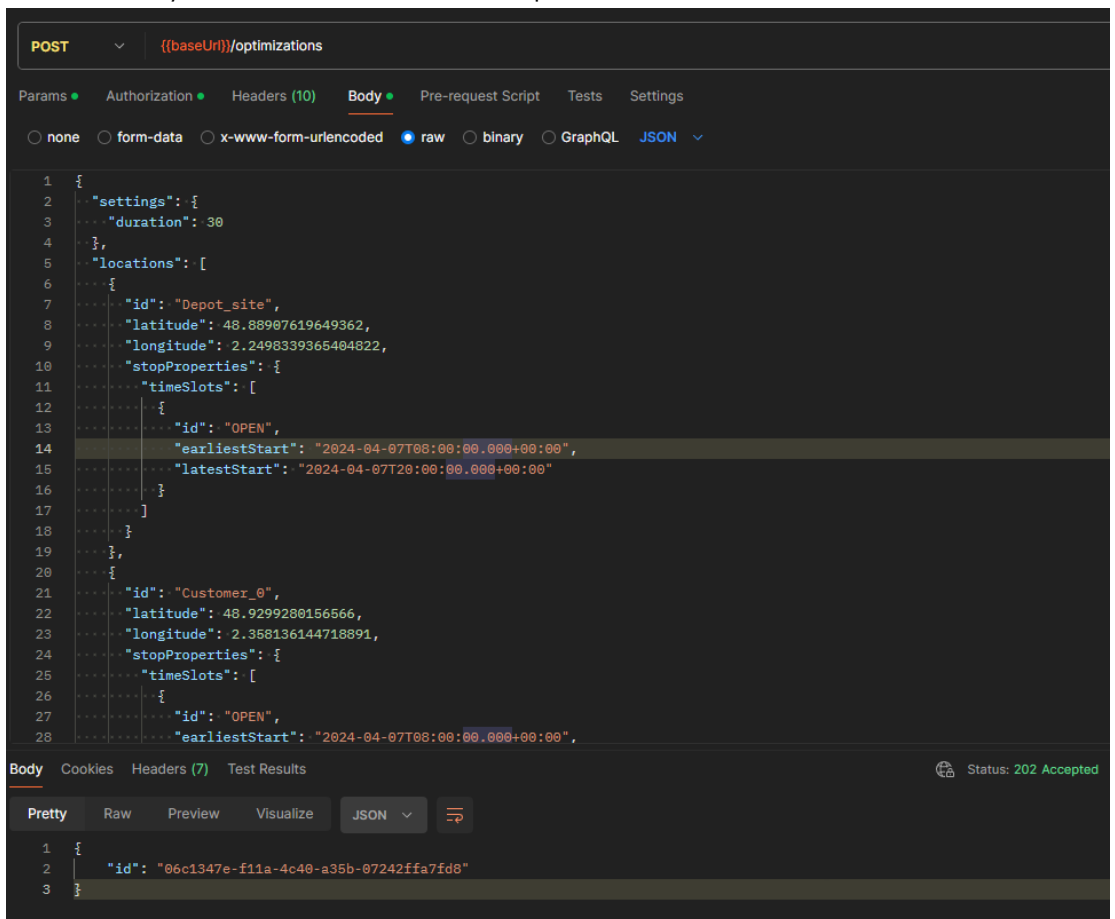 POST {{baseUrl}}/optimizations
Params Authorization Headers (10) Body Pre-request Script Tests Settings
none form-data x-www-form-urlencoded raw binary GraphQL JSON
1 {
2 "settings": {
3 "duration": 30
4 },
5 "locations": [
6 {
7 "id": "Depot_site",
8 "latitude": 48.88907619649362,
9 "longitude": 2.2498339365404822,
10 "stopProperties": {
11 "timeSlots": [
12 {
13 "id": "OPEN",
14 "earliestStart": "2024-04-07T08:00:00.000+00:00",
15 "latestStart": "2024-04-07T20:00:00.000+00:00"
16 }
17 ]
18 }
19 },
20 {
21 "id": "Customer_0",
22 "latitude": 48.9299280156566,
23 "longitude": 2.358136144718891,
24 "stopProperties": {
25 "timeSlots": [
26 {
27 "id": "OPEN",
28 "earliestStart": "2024-04-07T08:00:00.000+00:00",
Body Cookies Headers (7) Test Results Status: 202 Accepted
Pretty Raw Preview Visualize JSON
1 {
2 "id": "06c1347e-f11a-4c40-a35b-07242ffa7fd8"
3 }